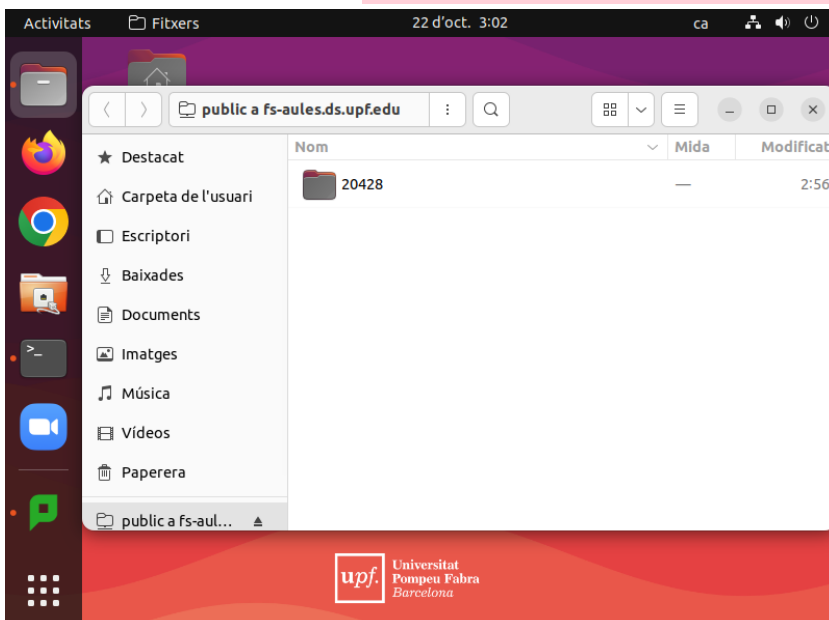 Activitats
Fitxers
22 d'oct. 3:02
ca
public a fs-aules.ds.upf.edu
Nom
Mida
Modificat
Destacat
20428
—
2:56
Carpeta de l'usuari
Escriptori
Baixades
Documents
Imatges
Música
Vídeos
Paperera
public a fs-aul...
upf.
Universitat
Pompeu Fabra
Barcelona